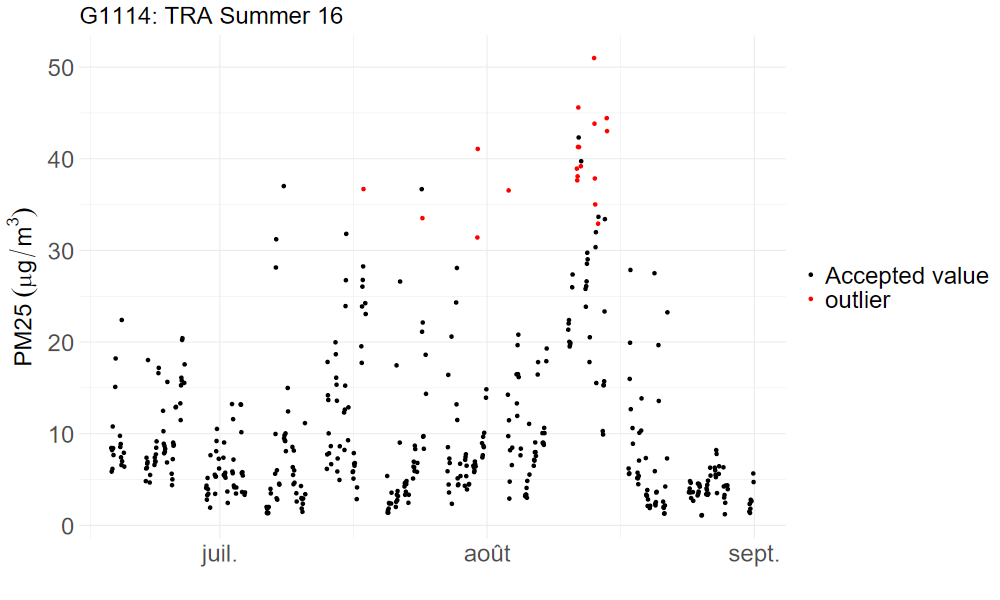 G1114: TRA Summer 16
PM25 (μg/m³)
50
40
30
20
10
0
juil.
août
sept.
Accepted value
outlier